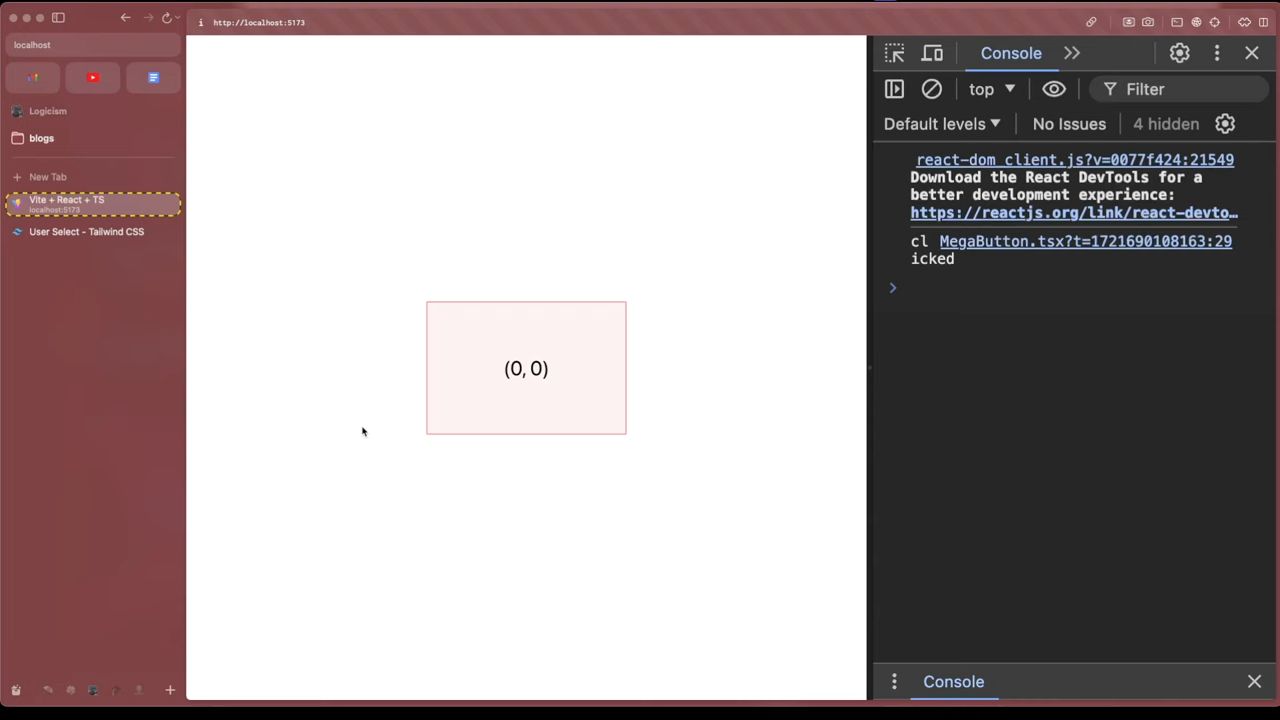 http://localhost:5173
localhost
Logicism
blogs
New Tab
Vite + React + TS
localhost:5173
User Select - Tailwind CSS
(0, 0)
Console
top
Filter
Default levels
No Issues
4 hidden
react-dom_client.js?v=0077f424:21549
Download the React DevTools for a
better development experience:
https://reactjs.org/link/react-devto…
cl MegaButton.tsx?t=1721690108163:29
icked
Console